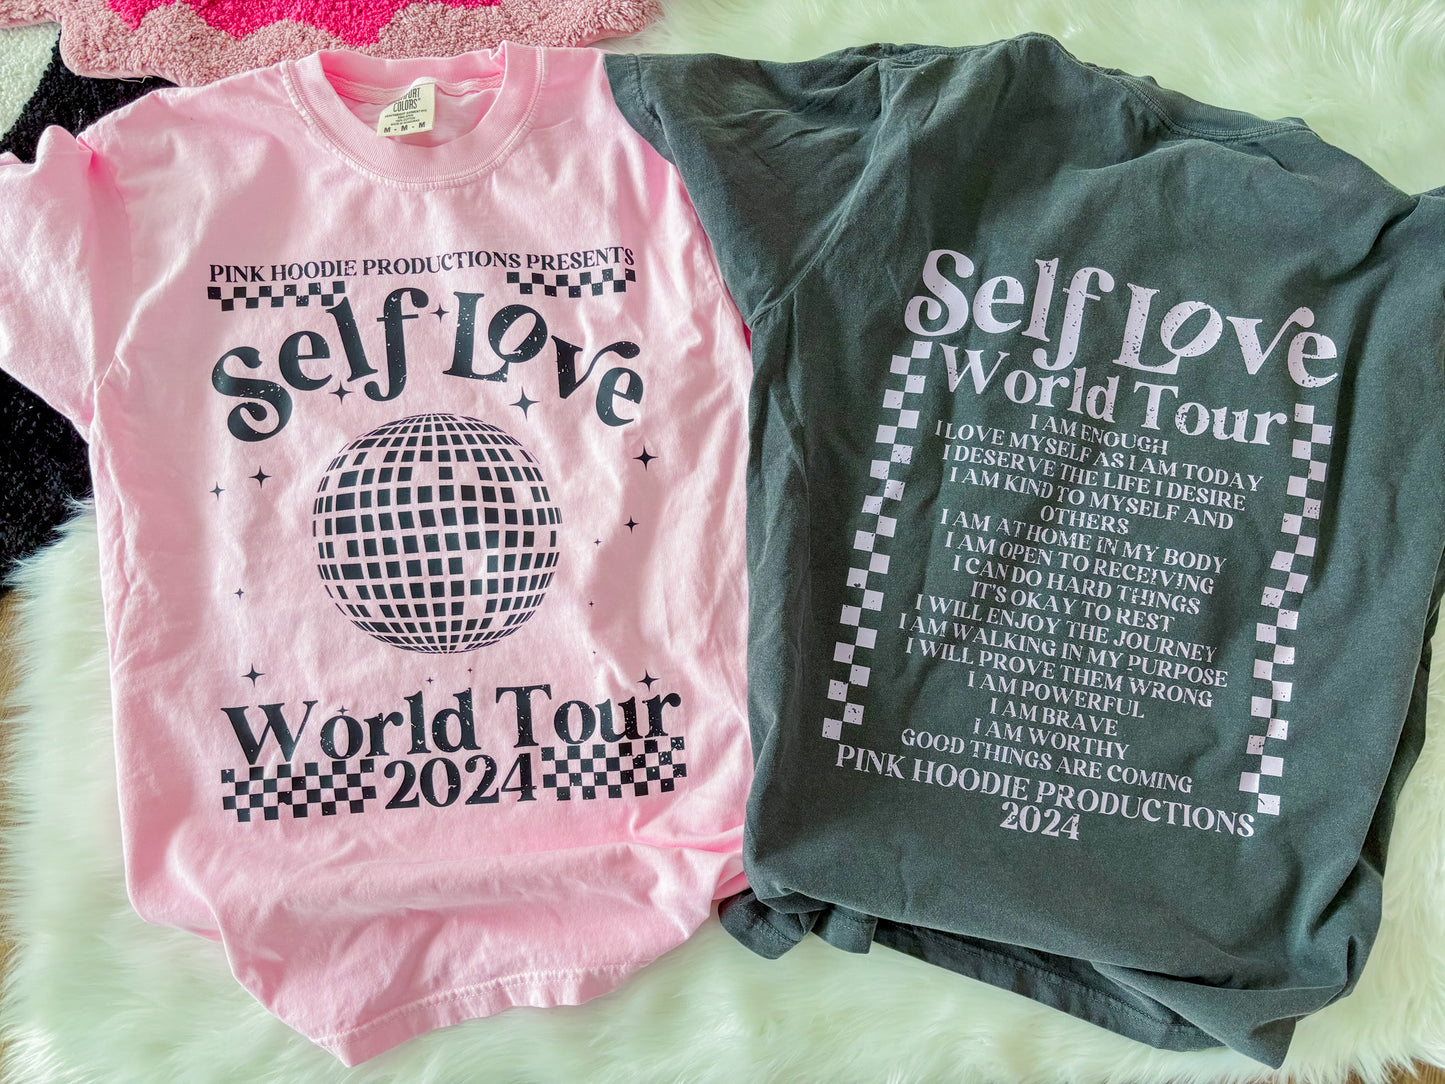 COLORS
M - M - M
PINK HOODIE PRODUCTIONS PRESENTS
Self Love
World Tour
2024
Self Love
World Tour
I AM ENOUGH
I LOVE MYSELF AS I AM TODAY
I DESERVE THE LIFE I DESIRE
I AM KIND TO MYSELF AND
OTHERS
I AM AT HOME IN MY BODY
I AM OPEN TO RECEIVING
I CAN DO HARD THINGS
IT'S OKAY TO REST
I WILL ENJOY THE JOURNEY
I AM WALKING IN MY PURPOSE
I WILL PROVE THEM WRONG
I AM POWERFUL
I AM BRAVE
I AM WORTHY
GOOD THINGS ARE COMING
PINK HOODIE PRODUCTIONS
2024